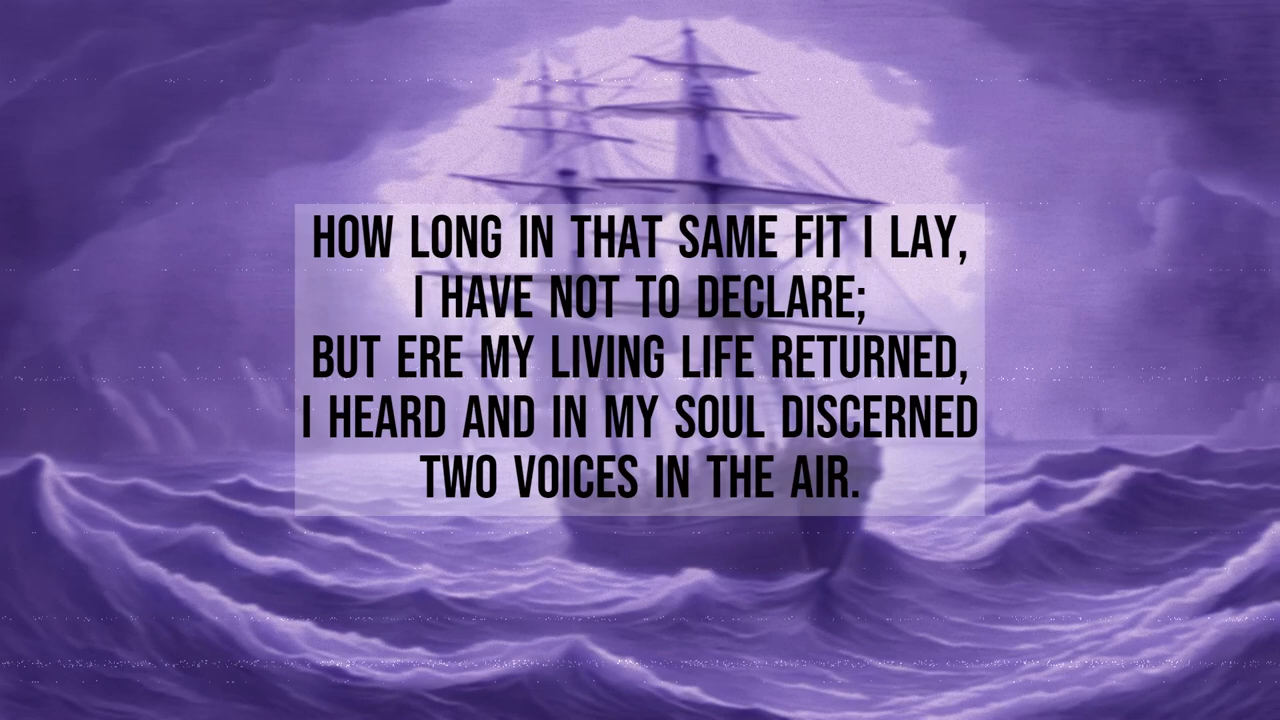 HOW LONG IN THAT SAME FIT I LAY,
I HAVE NOT TO DECLARE;
BUT ERE MY LIVING LIFE RETURNED,
I HEARD AND IN MY SOUL DISCERNED
TWO VOICES IN THE AIR.